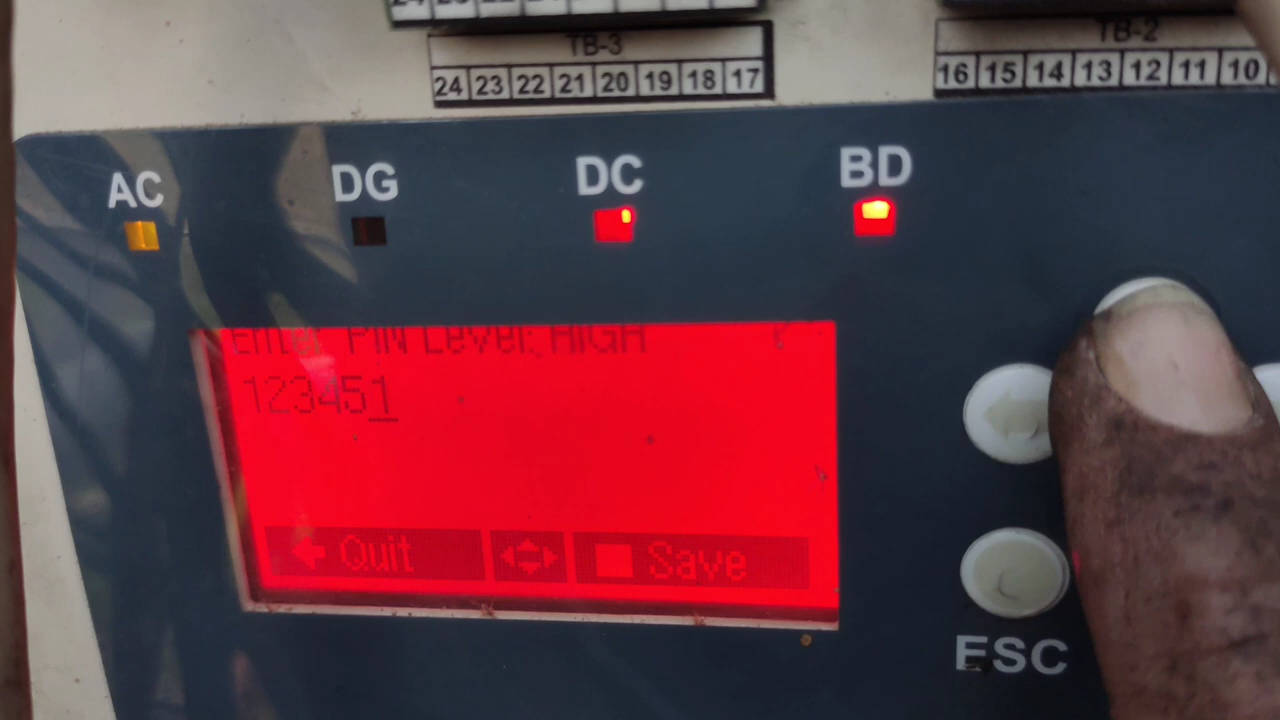 TB-3
TB-2
24 23 22 21 20 19 18 17
16 15 14 13 12 11 10
AC
DG
DC
BD
Enter PIN Level: HIGH
123451
Quit
Save
ESC